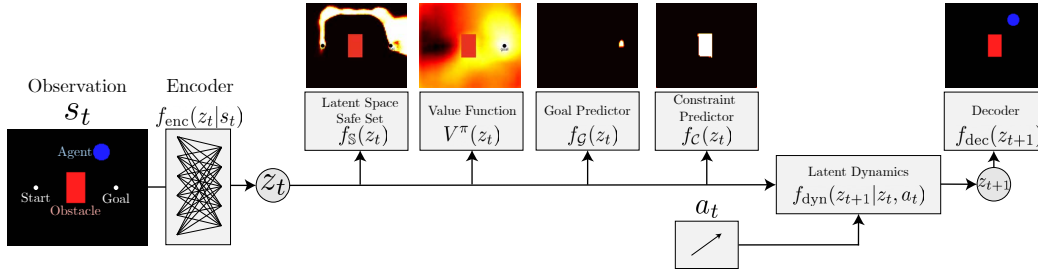 Observation
s_t
Agent
Start
Goal
Obstacle
Encoder
f_enc(z_t|s_t)
z_t
Latent Space
Safe Set
f_𝕊(z_t)
Value Function
V^π(z_t)
Goal Predictor
f_𝒢(z_t)
Constraint
Predictor
f_𝒞(z_t)
a_t
Latent Dynamics
f_dyn(z_{t+1}|z_t, a_t)
z_{t+1}
Decoder
f_dec(z_{t+1})